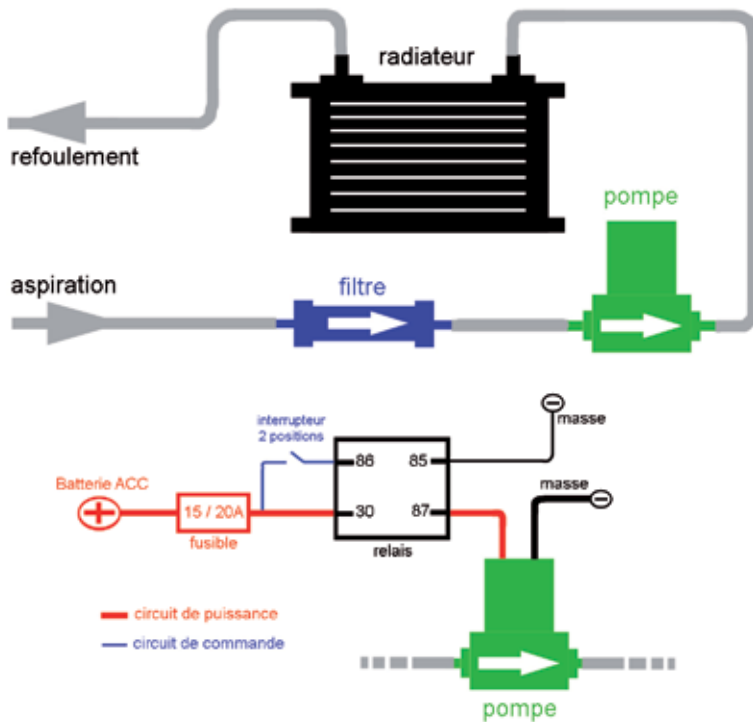 radiateur
refoulement
pompe
aspiration
filtre
interrupteur
2 positions
masse
86 85
Batterie ACC
masse
15 / 20A
30 87
fusible
relais
circuit de puissance
circuit de commande
pompe